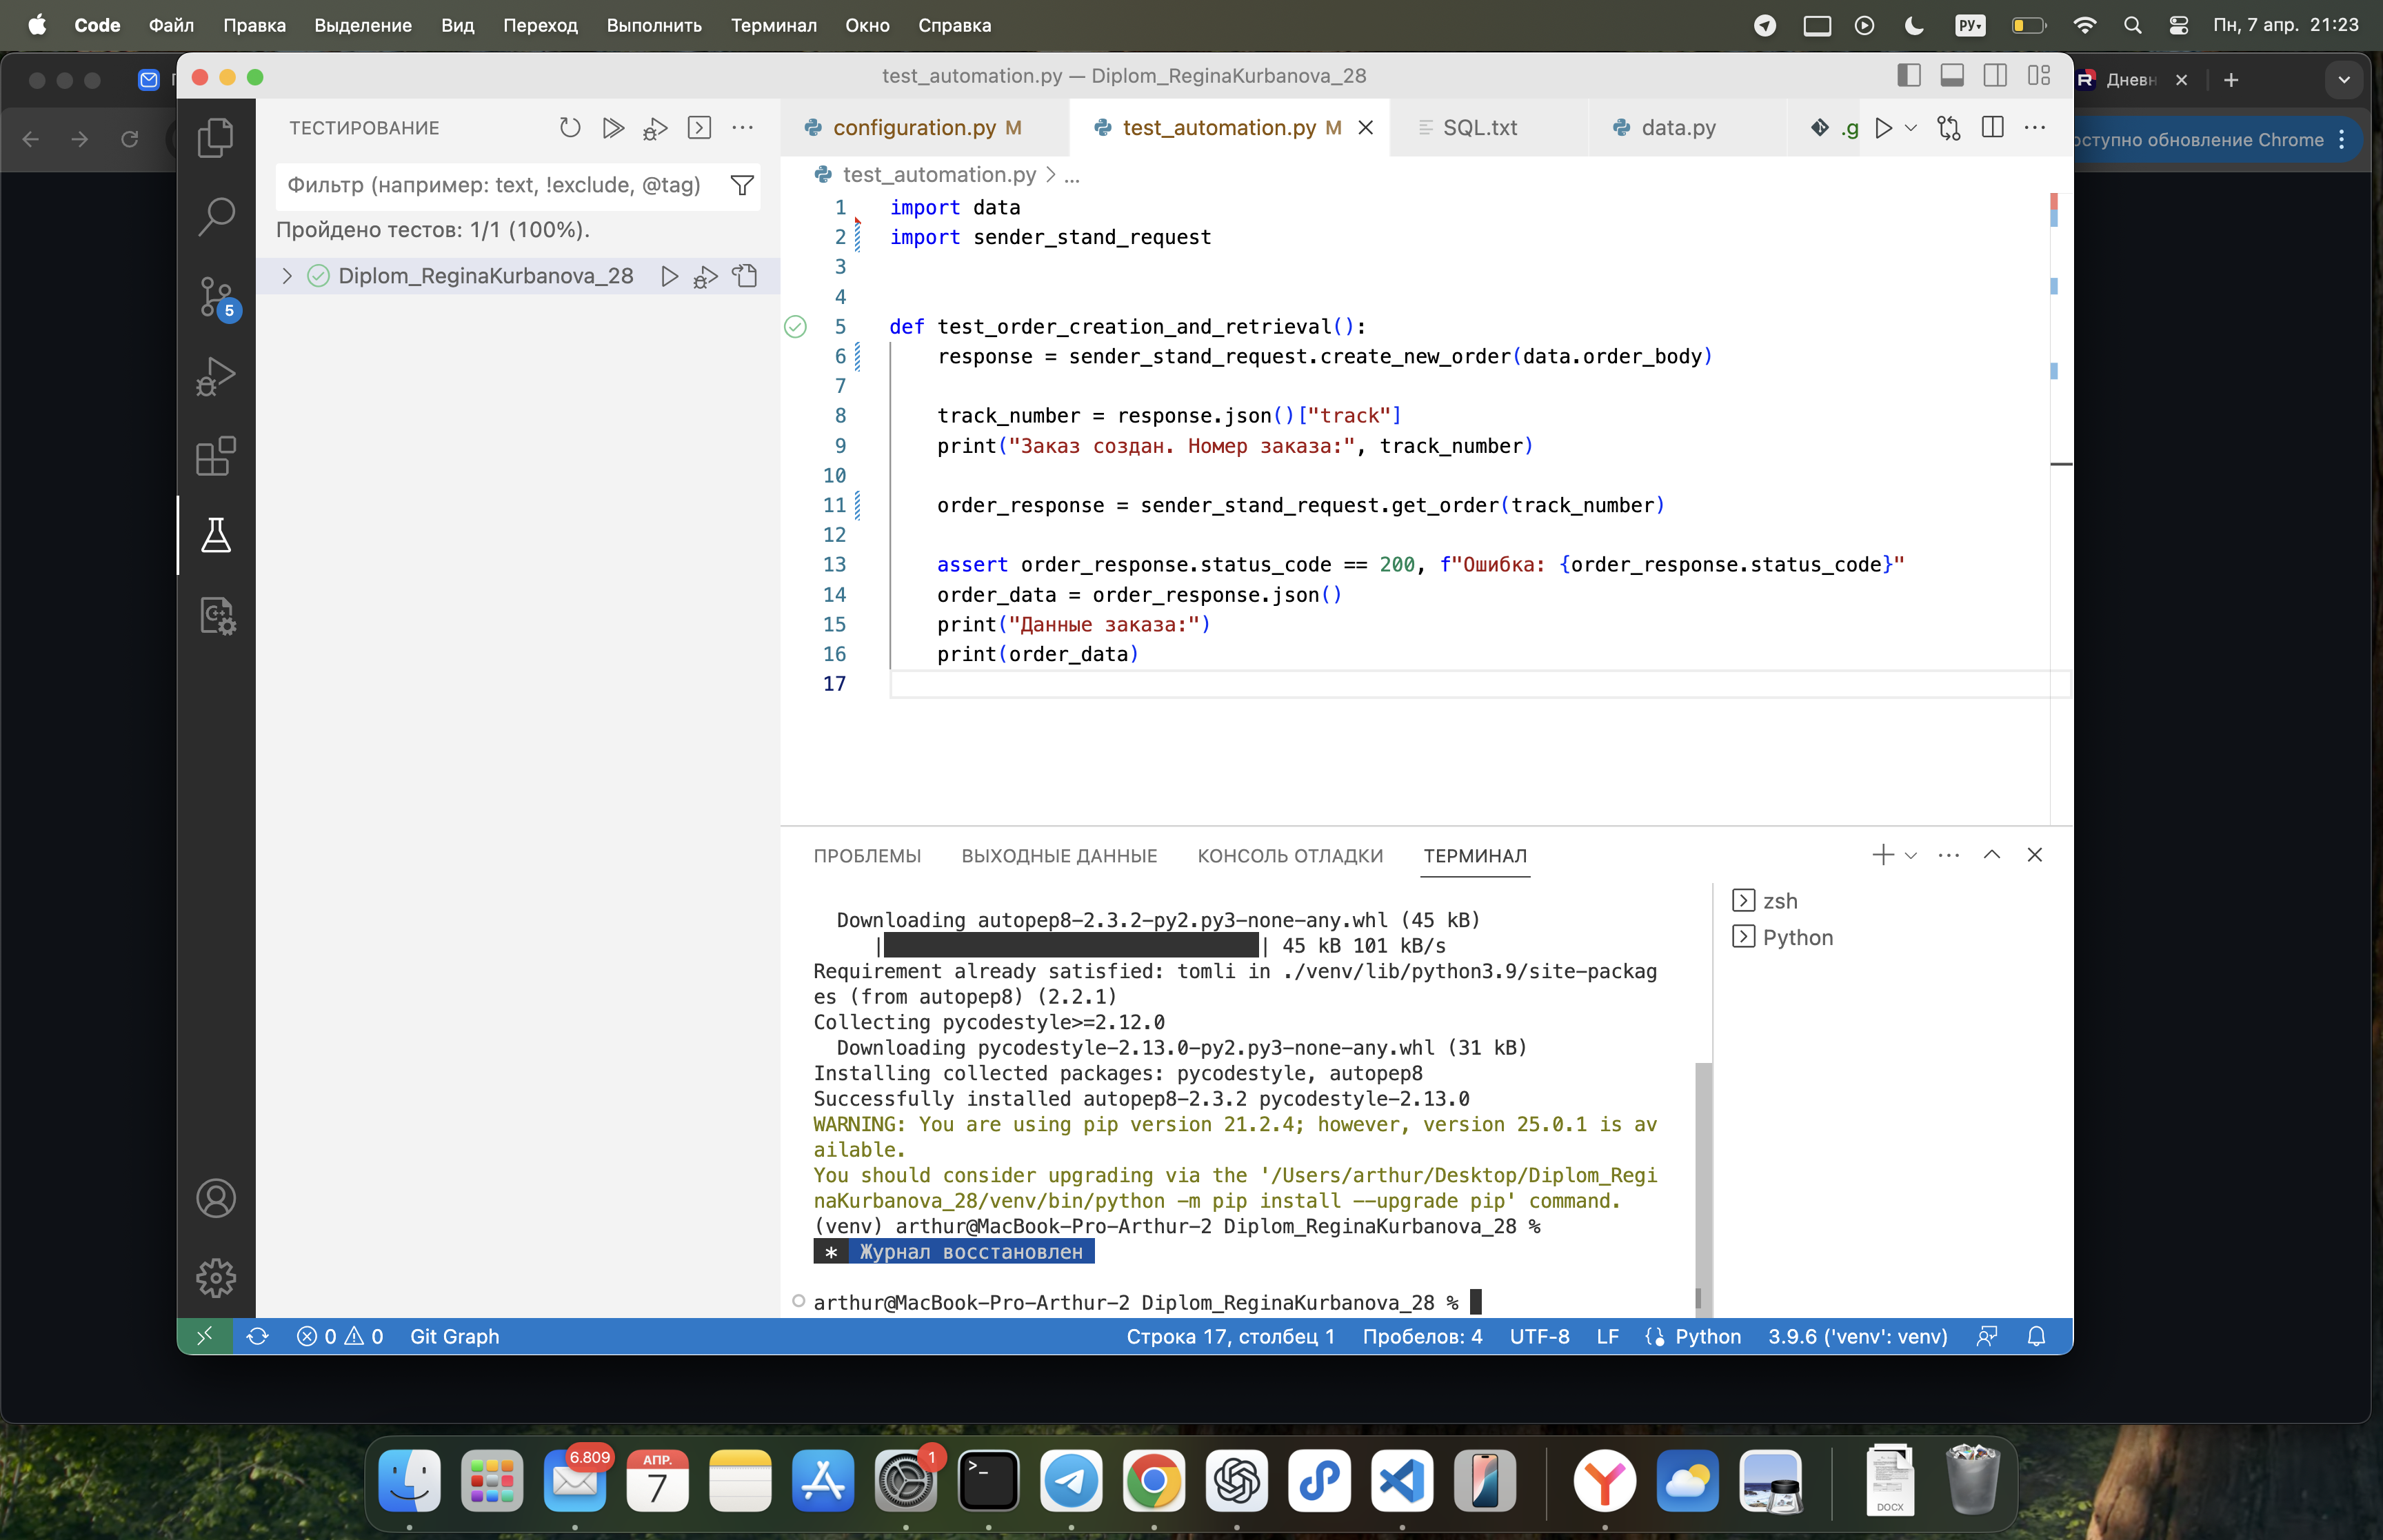 Code Файл Правка Выделение Вид Переход Выполнить Терминал Окно Справка РУ Пн, 7 апр. 21:23
test_automation.py — Diplom_ReginaKurbanova_28
Дневн
оступно обновление Chrome
ТЕСТИРОВАНИЕ
Фильтр (например: text, !exclude, @tag)
Пройдено тестов: 1/1 (100%).
Diplom_ReginaKurbanova_28
5
configuration.py M test_automation.py M SQL.txt data.py .g
test_automation.py > ...
1 import data
2 import sender_stand_request
3
4
5 def test_order_creation_and_retrieval():
6 response = sender_stand_request.create_new_order(data.order_body)
7
8 track_number = response.json()["track"]
9 print("Заказ создан. Номер заказа:", track_number)
10
11 order_response = sender_stand_request.get_order(track_number)
12
13 assert order_response.status_code == 200, f"Ошибка: {order_response.status_code}"
14 order_data = order_response.json()
15 print("Данные заказа:")
16 print(order_data)
17
ПРОБЛЕМЫ ВЫХОДНЫЕ ДАННЫЕ КОНСОЛЬ ОТЛАДКИ ТЕРМИНАЛ
Downloading autopep8-2.3.2-py2.py3-none-any.whl (45 kB)
| | 45 kB 101 kB/s
Requirement already satisfied: tomli in ./venv/lib/python3.9/site-packag
es (from autopep8) (2.2.1)
Collecting pycodestyle>=2.12.0
Downloading pycodestyle-2.13.0-py2.py3-none-any.whl (31 kB)
Installing collected packages: pycodestyle, autopep8
Successfully installed autopep8-2.3.2 pycodestyle-2.13.0
WARNING: You are using pip version 21.2.4; however, version 25.0.1 is av
ailable.
You should consider upgrading via the '/Users/arthur/Desktop/Diplom_Regi
naKurbanova_28/venv/bin/python -m pip install --upgrade pip' command.
(venv) arthur@MacBook-Pro-Arthur-2 Diplom_ReginaKurbanova_28 %
* Журнал восстановлен
arthur@MacBook-Pro-Arthur-2 Diplom_ReginaKurbanova_28 %
zsh
Python
0 0 Git Graph Строка 17, столбец 1 Пробелов: 4 UTF-8 LF Python 3.9.6 ('venv': venv)
6.809
АПР.
7
1
DOCX